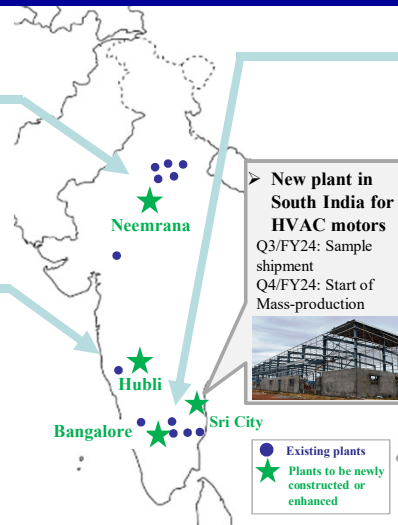 ➢ New plant in
South India for
HVAC motors
Q3/FY24: Sample
shipment
Q4/FY24: Start of
Mass-production
Neemrana
Hubli
Sri City
Bangalore
Existing plants
Plants to be newly
constructed or
enhanced